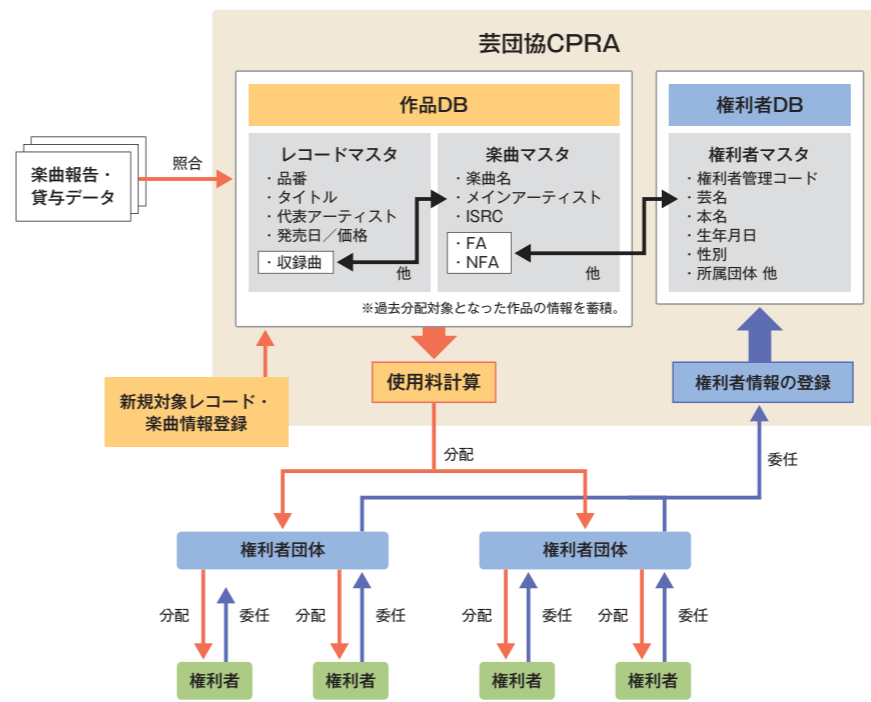 芸団協CPRA
作品DB
権利者DB
レコードマスタ
・品番
・タイトル
・代表アーティスト
・発売日／価格
・収録曲
他
楽曲マスタ
・楽曲名
・メインアーティスト
・ISRC
・FA
・NFA
他
権利者マスタ
・権利者管理コード
・芸名
・本名
・生年月日
・性別
・所属団体 他
楽曲報告・
貸与データ
照合
※過去分配対象となった作品の情報を蓄積。
新規対象レコード・
楽曲情報登録
使用料計算
権利者情報の登録
分配
委任
権利者団体
権利者団体
分配
委任
分配
委任
分配
委任
分配
委任
権利者
権利者
権利者
権利者